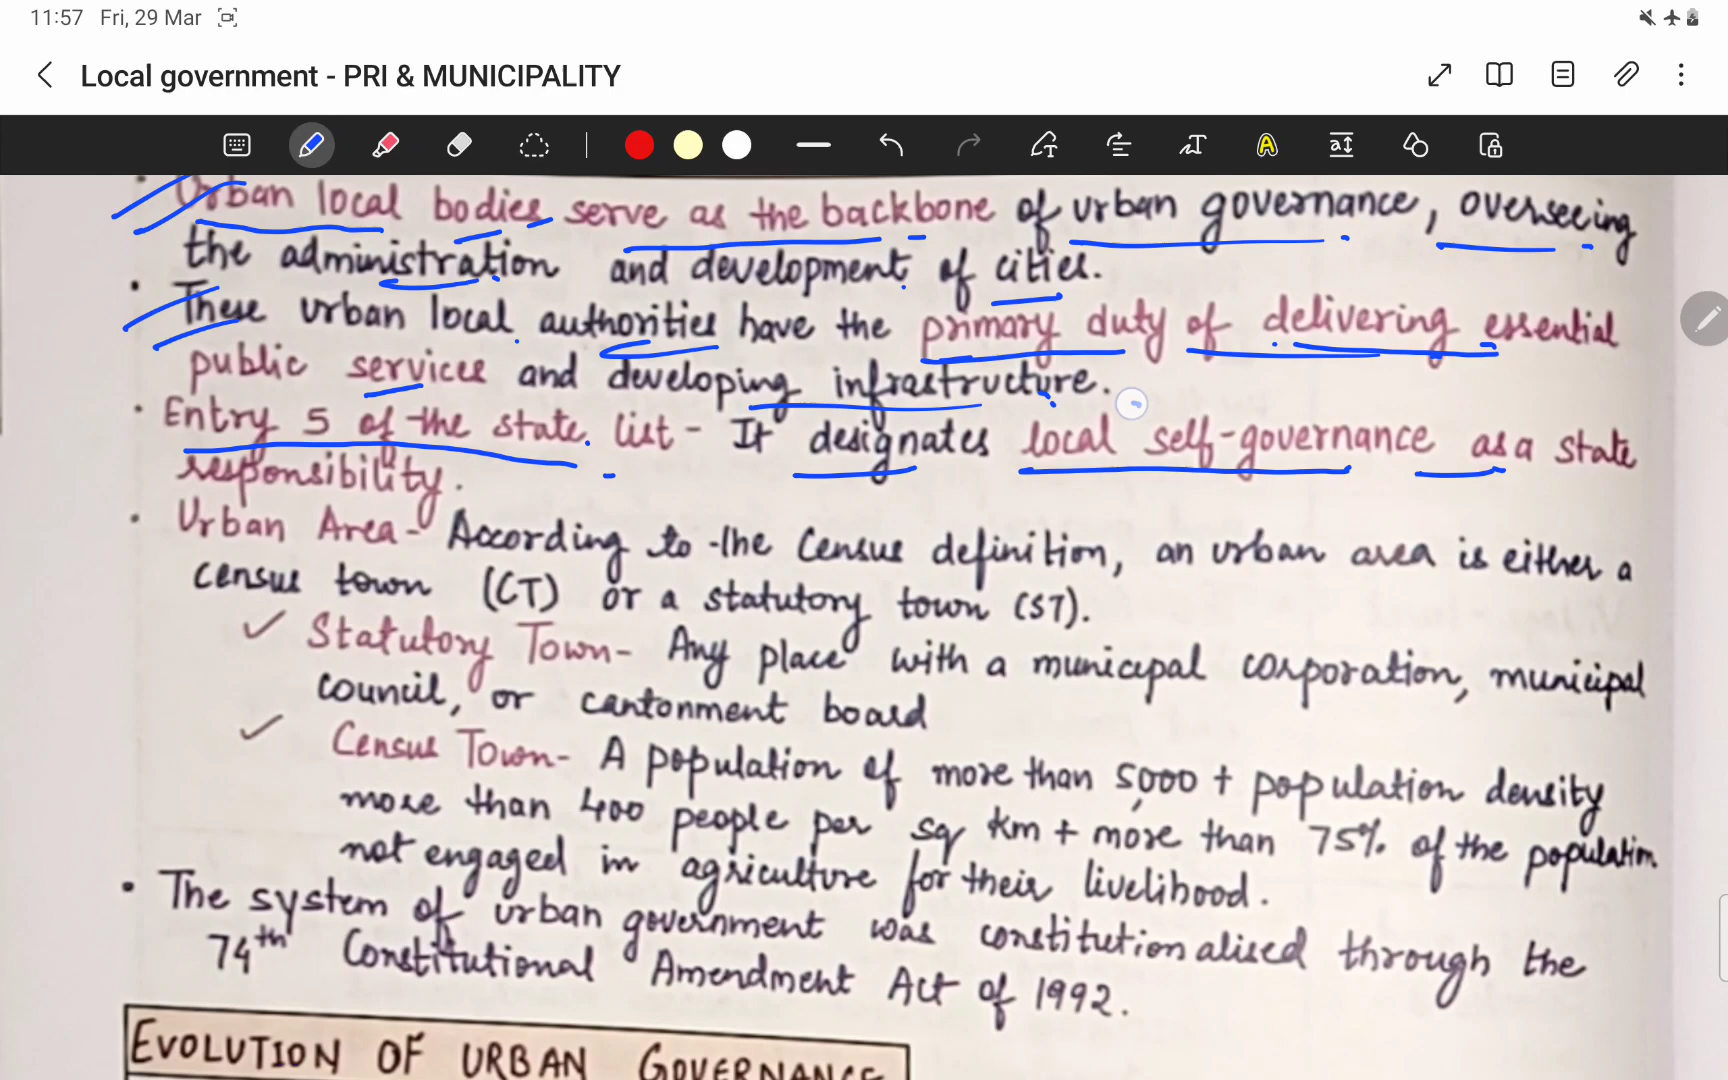 11:57 Fri, 29 Mar
Local government - PRI & MUNICIPALITY
Urban local bodies serve as the backbone of urban governance, overseeing
the administration and development of cities.
These urban local authorities have the primary duty of delivering essential
public services and developing infrastructure.
Entry 5 of the state list - It designates local self-governance as a state
responsibility.
Urban Area - According to the Census definition, an urban area is either a
census town (CT) or a statutory town (ST).
Statutory Town - Any place with a municipal corporation, municipal
council, or cantonment board
Census Town - A population of more than 5,000 + population density
more than 400 people per sq km + more than 75% of the population
not engaged in agriculture for their livelihood.
The system of urban government was constitutionalised through the
74th Constitutional Amendment Act of 1992.
EVOLUTION OF URBAN GOVERNANCE